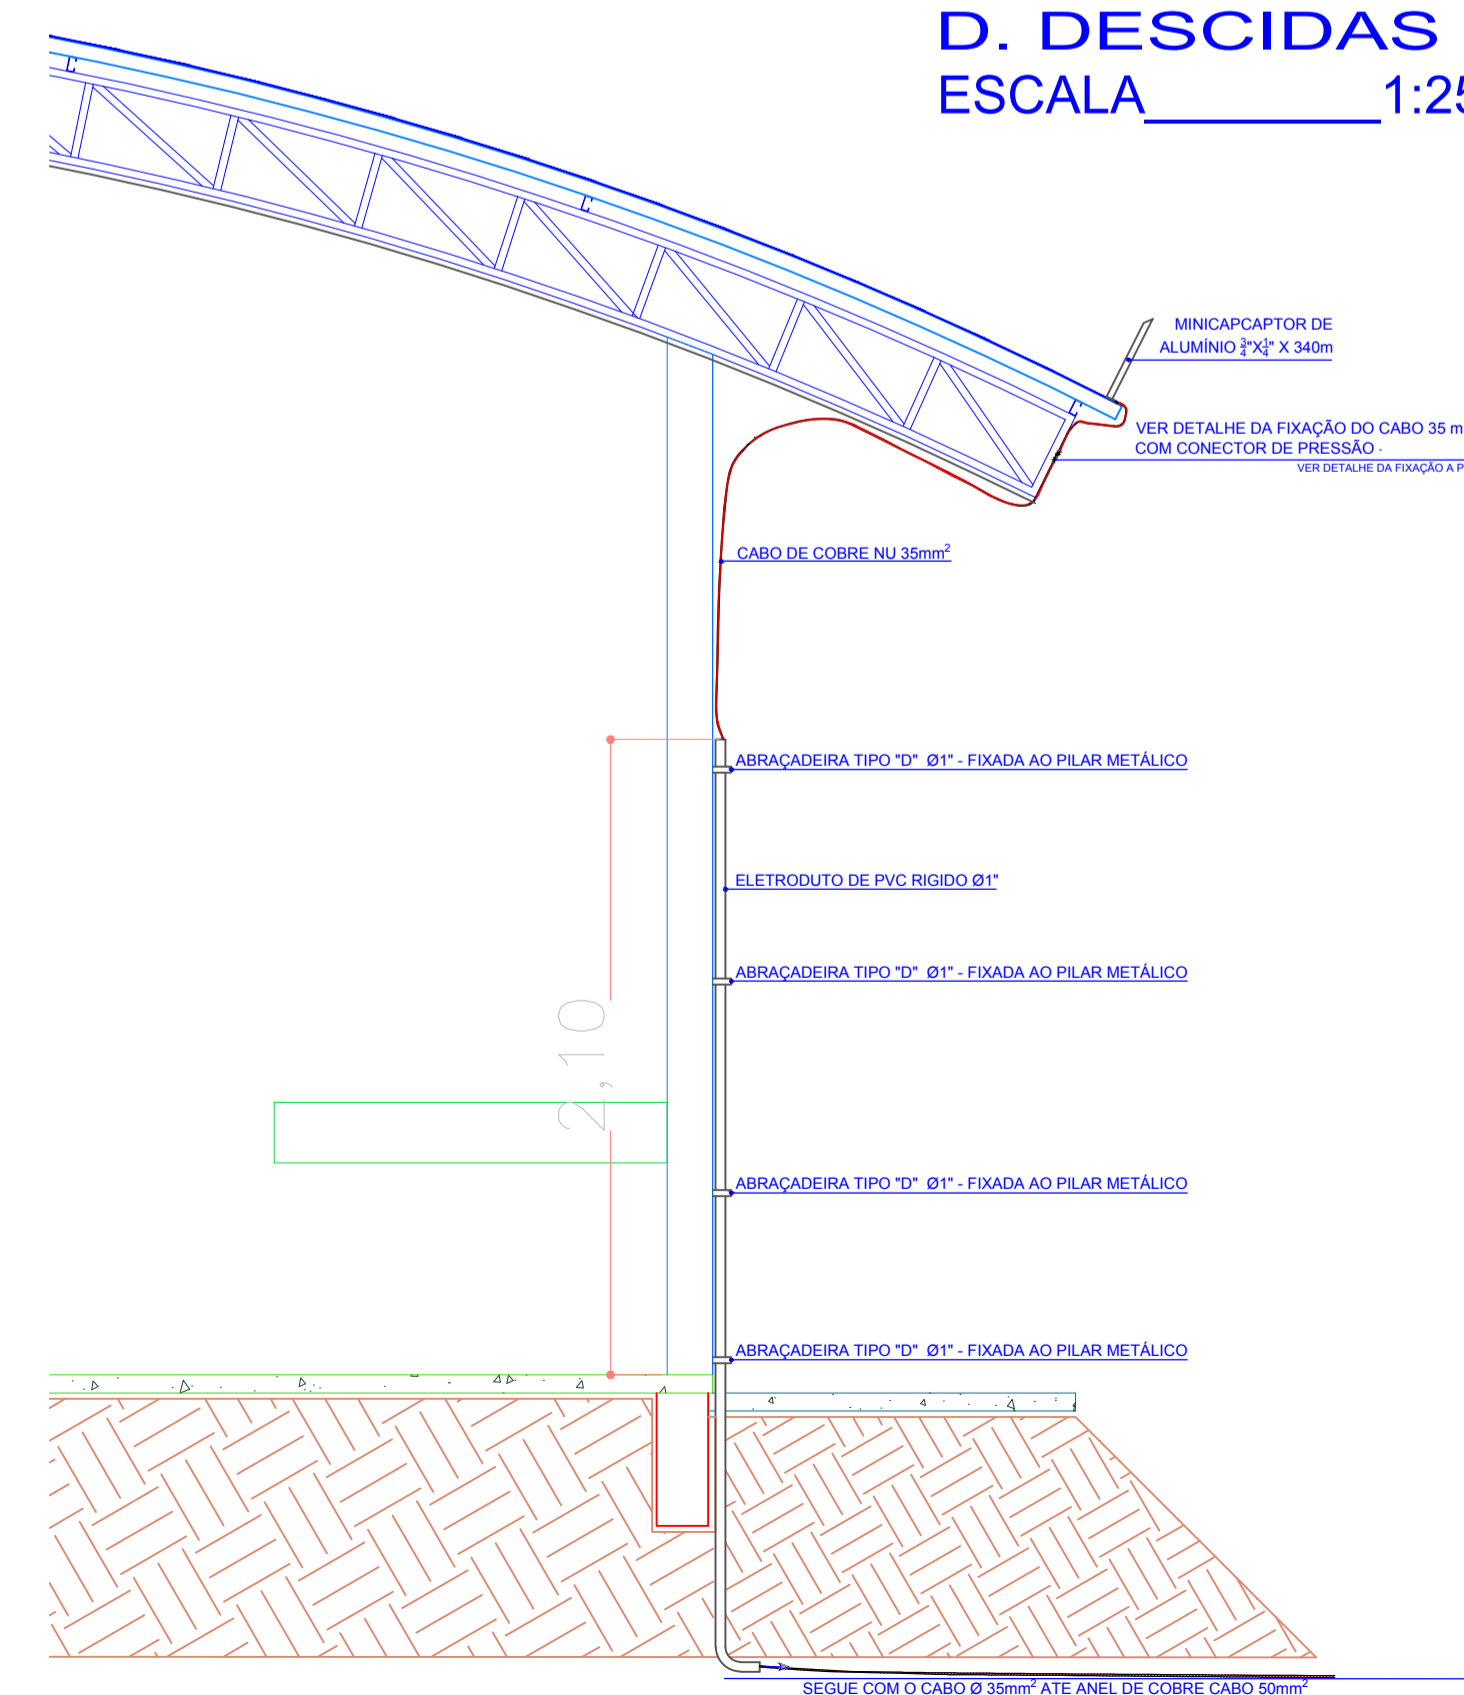 D. DESCIDAS
ESCALA 1:25
MINICAPCAPTOR DE
ALUMÍNIO 3/4"X1/4" X 340m
VER DETALHE DA FIXAÇÃO DO CABO 35 m
COM CONECTOR DE PRESSÃO -
VER DETALHE DA FIXAÇÃO A P
CABO DE COBRE NU 35mm²
ABRAÇADEIRA TIPO "D" Ø1" - FIXADA AO PILAR METÁLICO
ELETRODUTO DE PVC RIGIDO Ø1"
ABRAÇADEIRA TIPO "D" Ø1" - FIXADA AO PILAR METÁLICO
2,10
ABRAÇADEIRA TIPO "D" Ø1" - FIXADA AO PILAR METÁLICO
ABRAÇADEIRA TIPO "D" Ø1" - FIXADA AO PILAR METÁLICO
SEGUE COM O CABO Ø 35mm² ATE ANEL DE COBRE CABO 50mm²